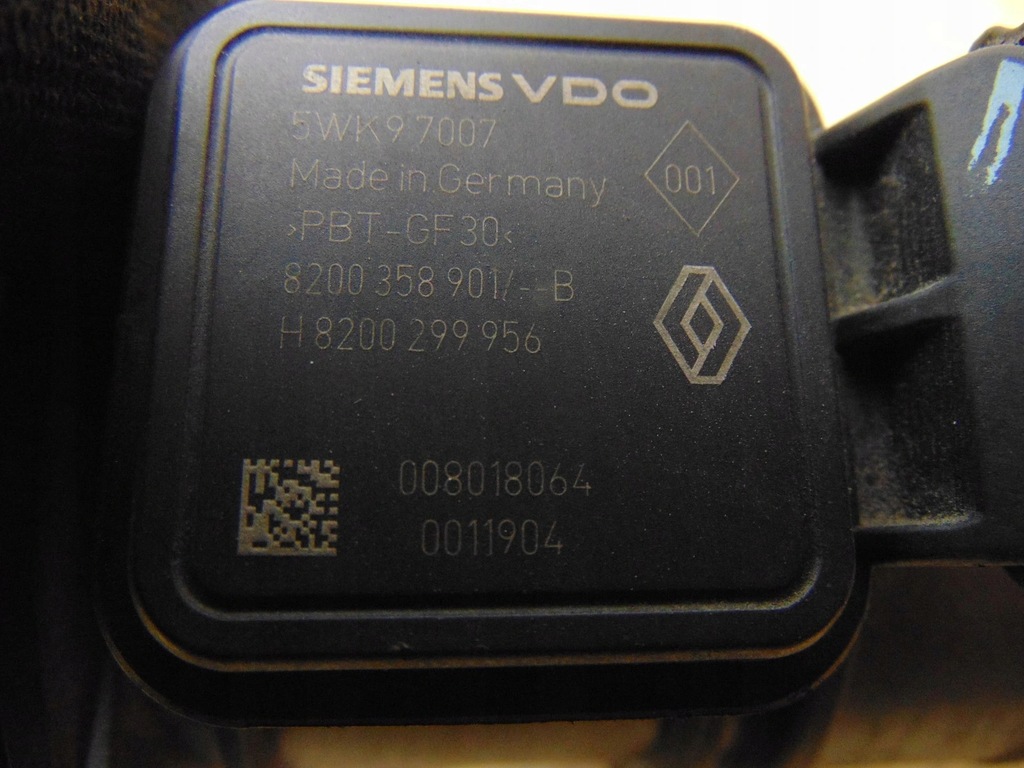 SIEMENS VDO
5WK9 7007
Made in Germany
001
>PBT-GF30<
8200 358 901/--B
H 8200 299 956
008018064
0011904